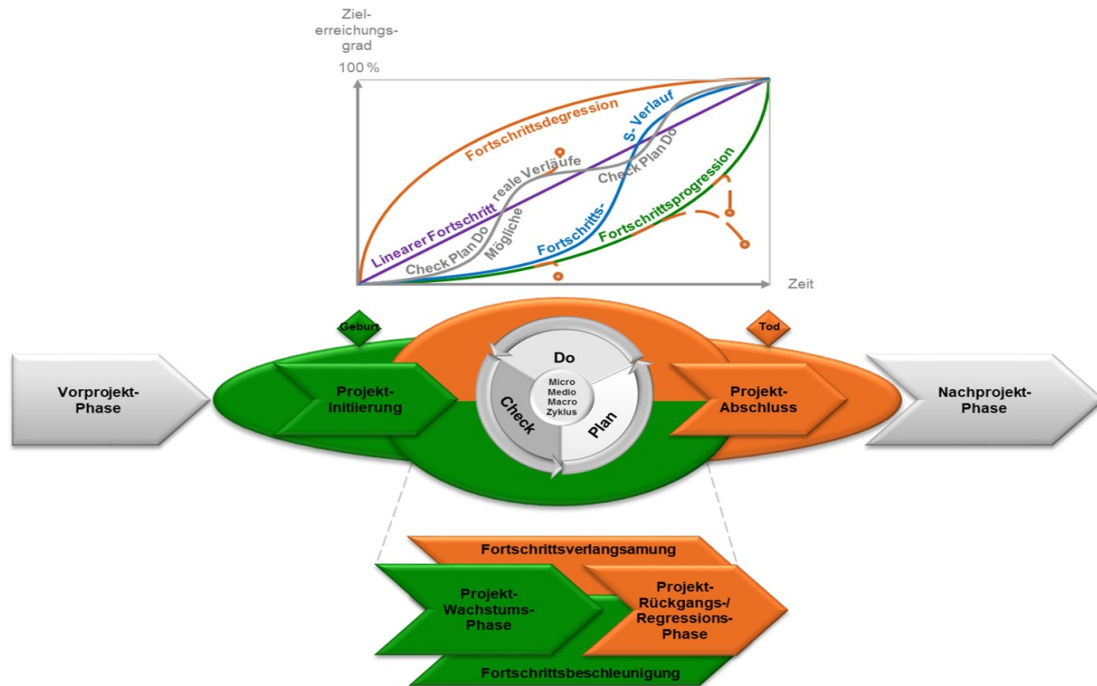 Ziel-
erreichungs-
grad
100 %
Fortschrittsdegression
S- Verlauf
reale Verläufe
Check Plan Do
Linearer Fortschritt
Check Plan Do
Mögliche
Fortschritts-
Fortschrittsprogression
Zeit
Geburt
Tod
Vorprojekt-
Phase
Projekt-
Initiierung
Do
Micro
Medio
Macro
Zyklus
Check
Plan
Projekt-
Abschluss
Nachprojekt-
Phase
Fortschrittsverlangsamung
Projekt-
Wachstums-
Phase
Projekt-
Rückgangs-/
Regressions-
Phase
Fortschrittsbeschleunigung